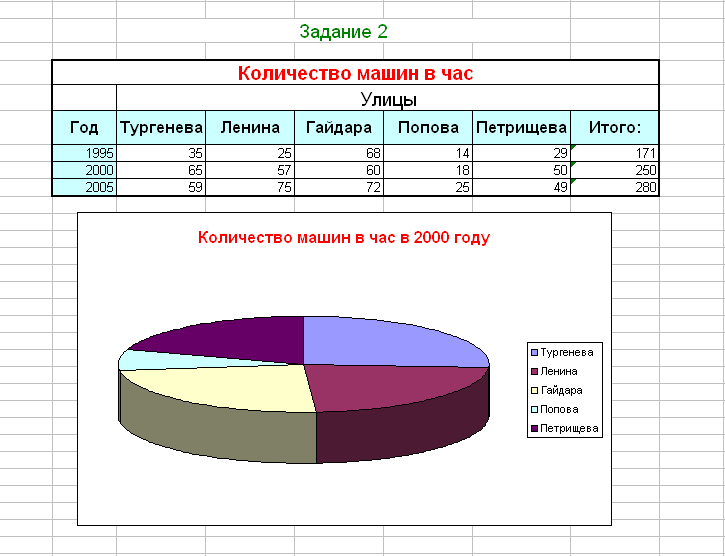 Задание 2
Количество машин в час
Улицы
Год Тургенева Ленина Гайдара Попова Петрищева Итого:
1995 35 25 68 14 29 171
2000 65 57 60 18 50 250
2005 59 75 72 25 49 280
Количество машин в час в 2000 году
Тургенева
Ленина
Гайдара
Попова
Петрищева